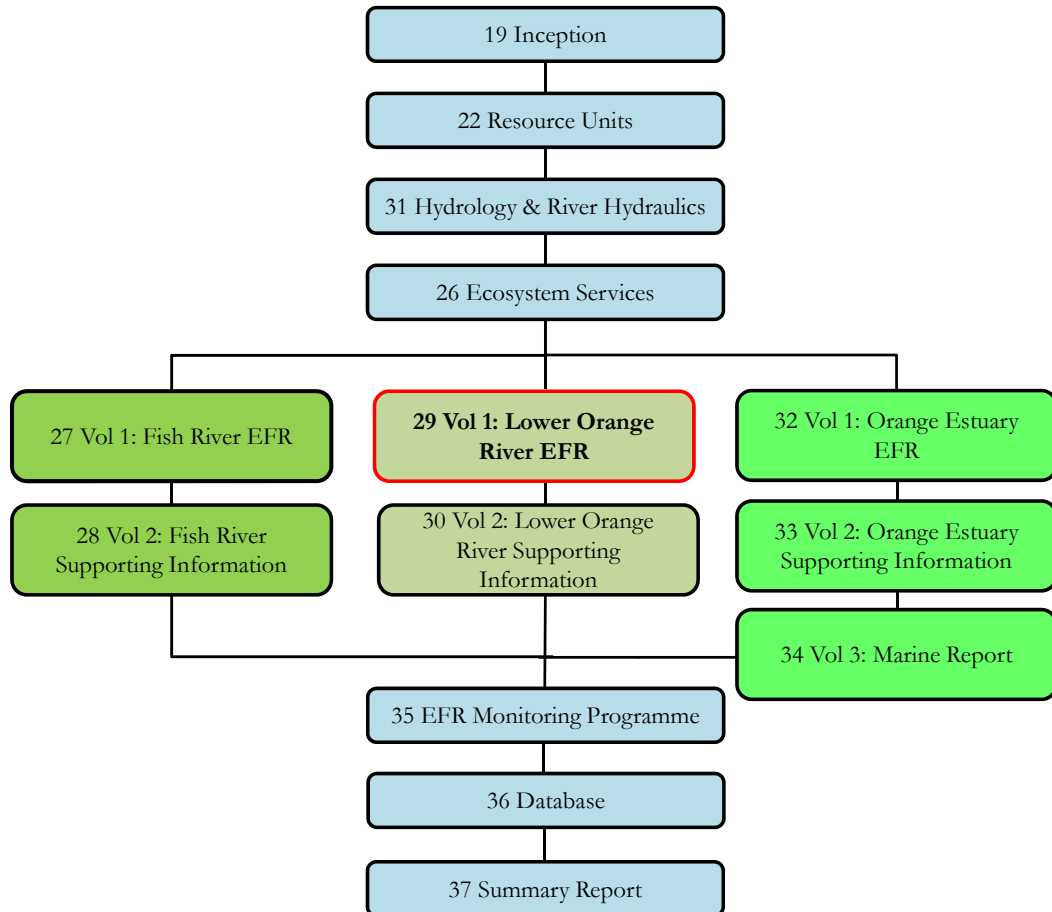 19 Inception
22 Resource Units
31 Hydrology & River Hydraulics
26 Ecosystem Services
27 Vol 1: Fish River EFR
28 Vol 2: Fish River
Supporting Information
29 Vol 1: Lower Orange
River EFR
30 Vol 2: Lower Orange
River Supporting
Information
32 Vol 1: Orange Estuary
EFR
33 Vol 2: Orange Estuary
Supporting Information
34 Vol 3: Marine Report
35 EFR Monitoring Programme
36 Database
37 Summary Report